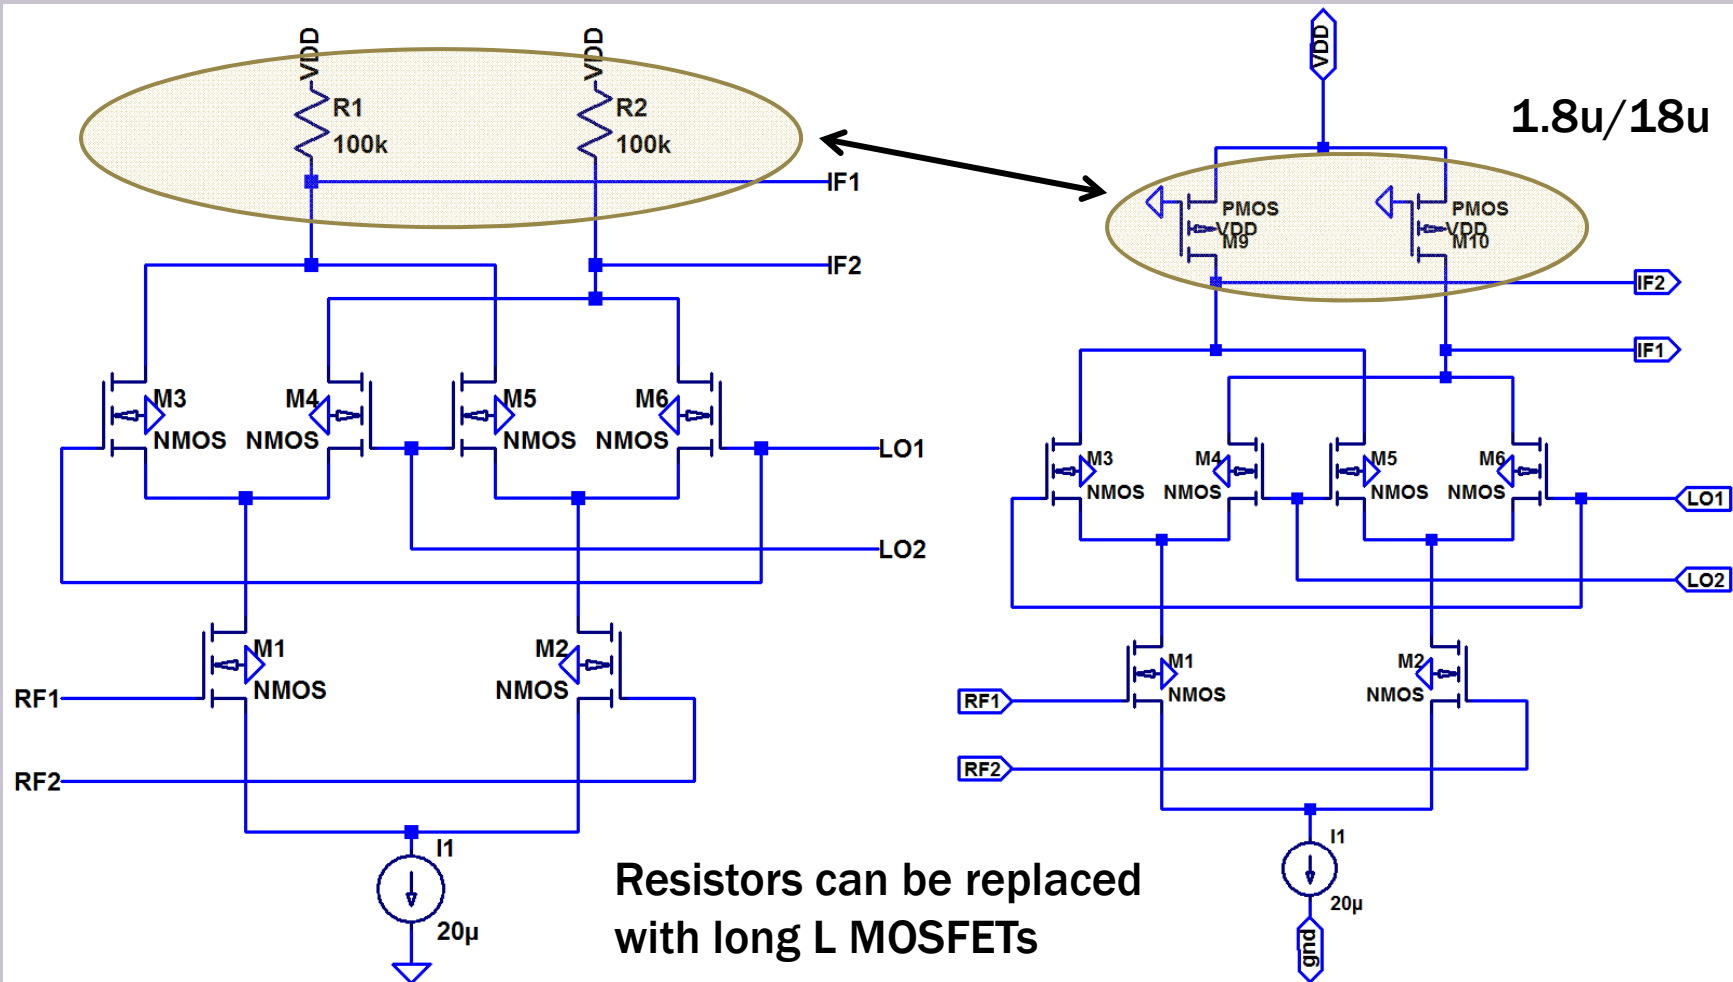 VDD
VDD
R1
100k
R2
100k
IF1
IF2
M3
NMOS
M4
NMOS
M5
NMOS
M6
NMOS
LO1
LO2
M1
NMOS
M2
NMOS
RF1
RF2
I1
20µ
VDD
1.8u/18u
PMOS
VDD
M9
PMOS
VDD
M10
IF2
IF1
M3
NMOS
M4
NMOS
M5
NMOS
M6
NMOS
LO1
LO2
M1
NMOS
M2
NMOS
RF1
RF2
I1
20µ
gnd
Resistors can be replaced
with long L MOSFETs